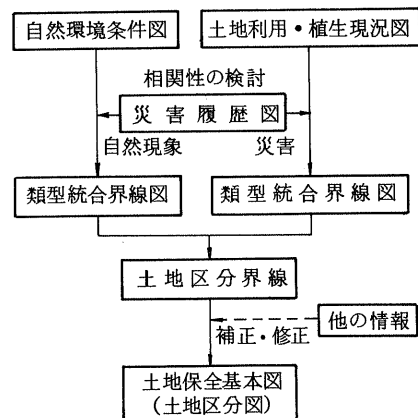 自然環境条件図
土地利用・植生現況図
相関性の検討
災害履歴図
自然現象
災害
類型統合界線図
類型統合界線図
土地区分界線
他の情報
補正・修正
土地保全基本図
(土地区分図)